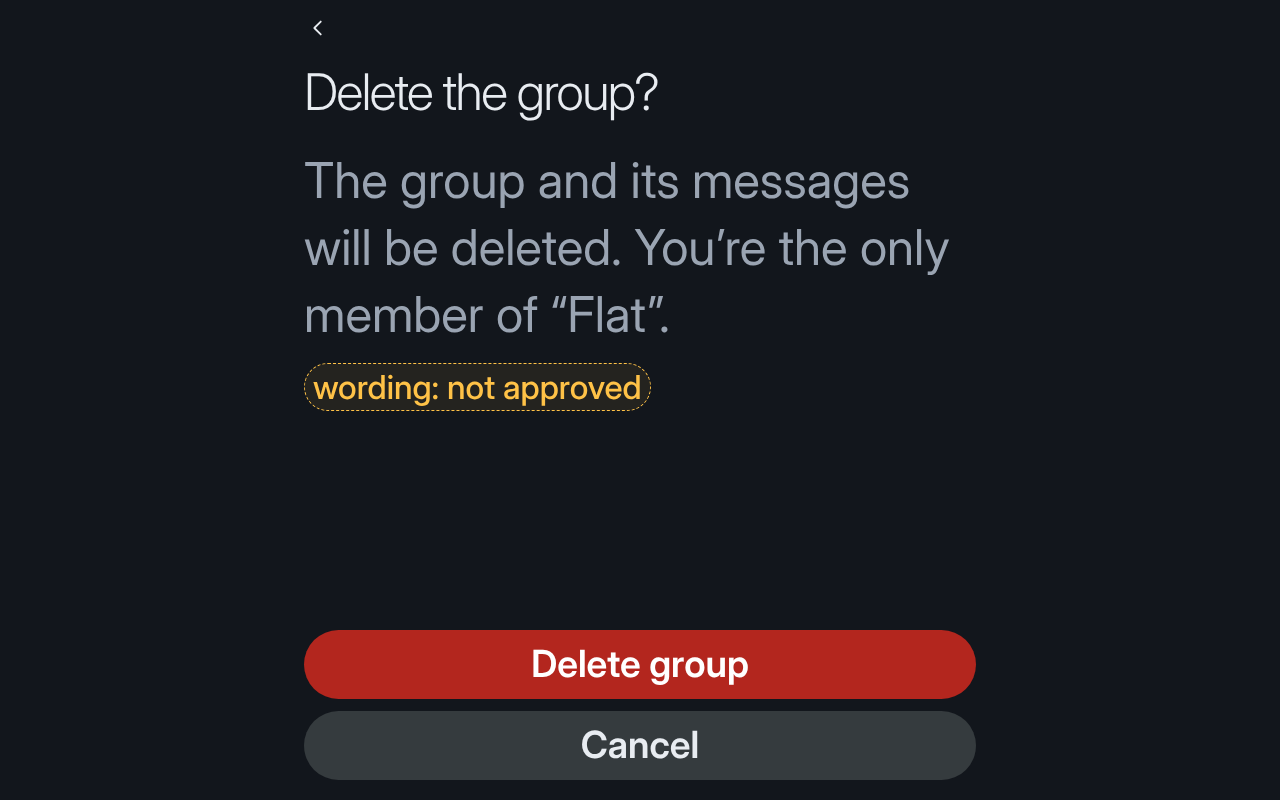 Delete the group?
The group and its messages
will be deleted. You’re the only
member of “Flat”.
wording: not approved
Delete group
Cancel